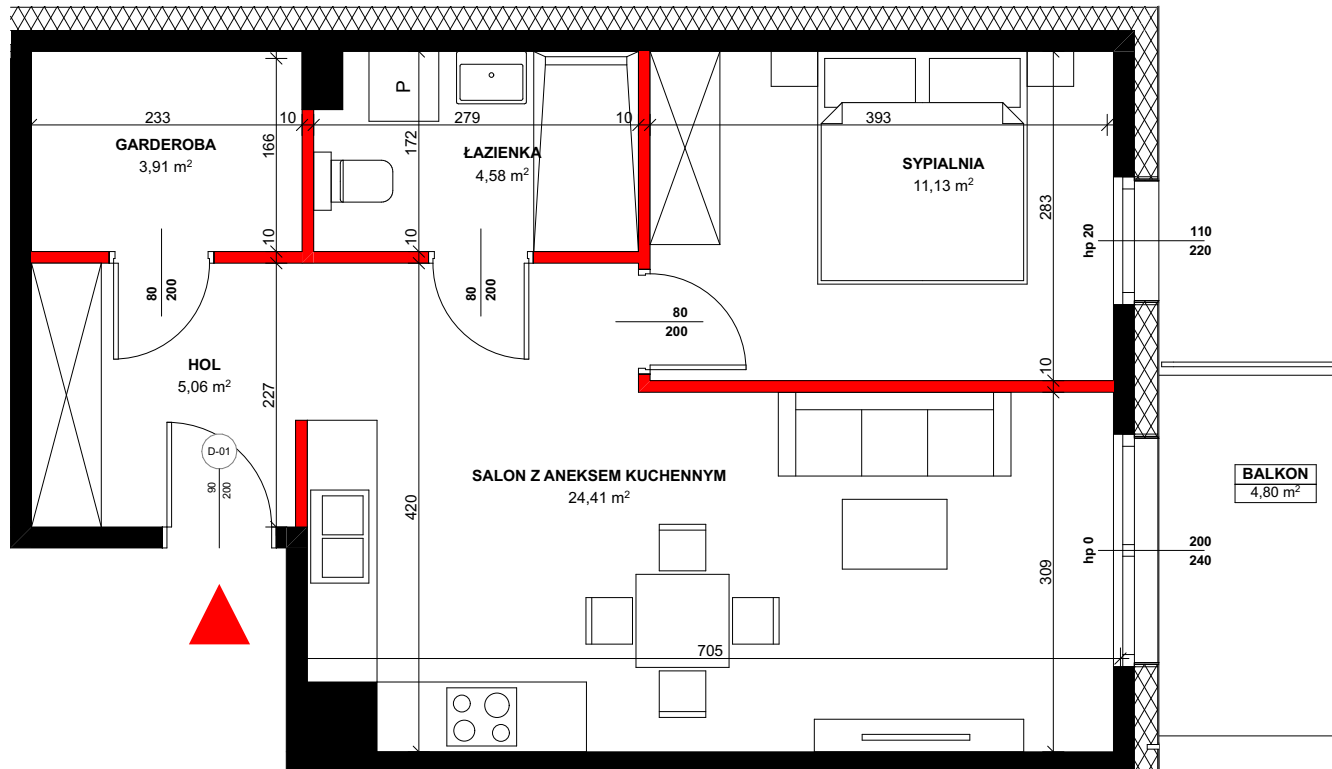 P
233
10
279
10
393
GARDEROBA
3,91 m²
166
172
ŁAZIENKA
4,58 m²
SYPIALNIA
11,13 m²
283
10
10
hp 20
110
220
80
200
80
200
80
200
10
HOL
5,06 m²
227
D-01
90
200
SALON Z ANEKSEM KUCHENNYM
24,41 m²
420
BALKON
4,80 m²
hp 0
200
240
309
705